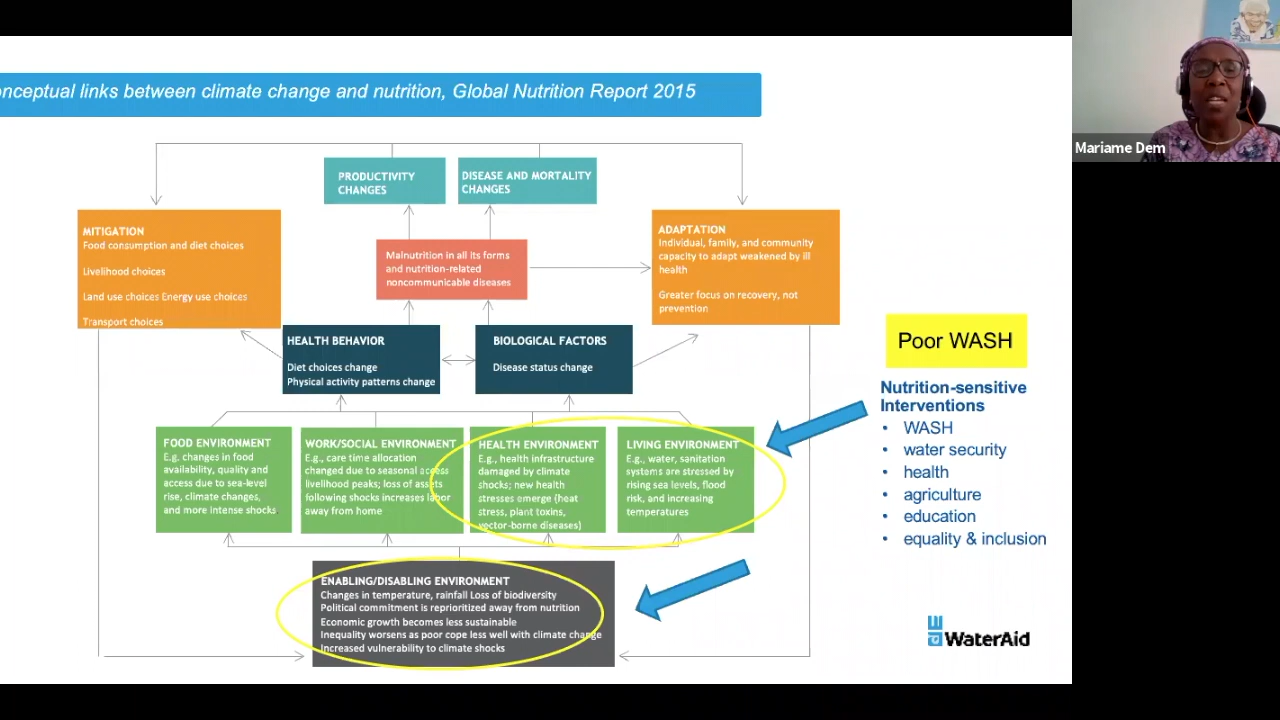 nceptual links between climate change and nutrition, Global Nutrition Report 2015
Mariame Dem
PRODUCTIVITY
CHANGES
DISEASE AND MORTALITY
CHANGES
MITIGATION
Food consumption and diet choices
Livelihood choices
Land use choices Energy use choices
Transport choices
Malnutrition in all its forms
and nutrition-related
noncommunicable diseases
ADAPTATION
Individual, family, and community
capacity to adapt weakened by ill
health
Greater focus on recovery, not
prevention
HEALTH BEHAVIOR
Diet choices change
Physical activity patterns change
BIOLOGICAL FACTORS
Disease status change
FOOD ENVIRONMENT
E.g. changes in food
availability, quality and
access due to sea-level
rise, climate changes,
and more intense shocks
WORK/SOCIAL ENVIRONMENT
E.g., care time allocation
changed due to seasonal access
livelihood peaks; loss of assets
following shocks increases labor
away from home
HEALTH ENVIRONMENT
E.g., health infrastructure
damaged by climate
shocks; new health
stresses emerge {heat
stress, plant toxins,
vector-borne diseases}
LIVING ENVIRONMENT
E.g., water, sanitation
systems are stressed by
rising sea levels, flood
risk, and increasing
temperatures
ENABLING/DISABLING ENVIRONMENT
Changes in temperature, rainfall Loss of biodiversity
Political commitment is reprioritized away from nutrition
Economic growth becomes less sustainable
Inequality worsens as poor cope less well with climate change
Increased vulnerability to climate shocks
Poor WASH
Nutrition-sensitive
Interventions
• WASH
• water security
• health
• agriculture
• education
• equality & inclusion
WaterAid